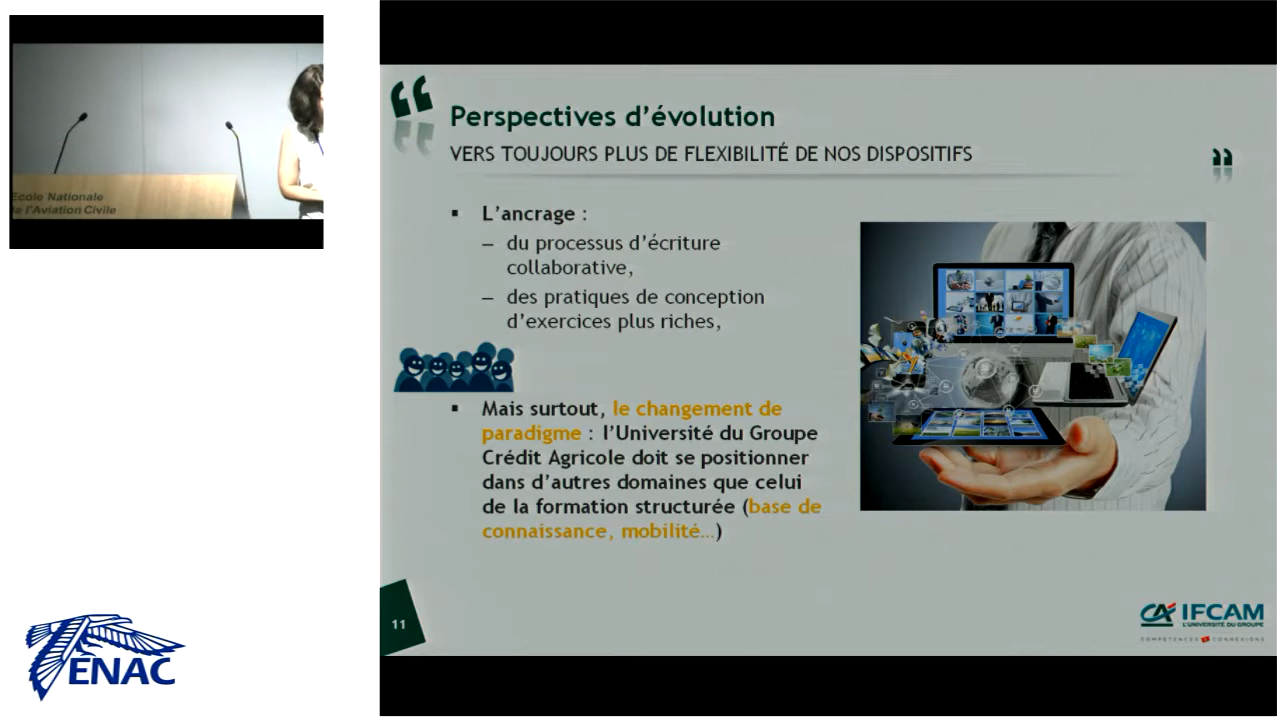 Ecole Nationale
de l'Aviation Civile
ENAC
Perspectives d'évolution
VERS TOUJOURS PLUS DE FLEXIBILITÉ DE NOS DISPOSITIFS
▪ L'ancrage :
– du processus d'écriture
collaborative,
– des pratiques de conception
d'exercices plus riches,
▪ Mais surtout, le changement de
paradigme : l'Université du Groupe
Crédit Agricole doit se positionner
dans d'autres domaines que celui
de la formation structurée (base de
connaissance, mobilité…)
11
CA IFCAM
L'UNIVERSITÉ DU GROUPE
COMPÉTENCES CONNEXIONS